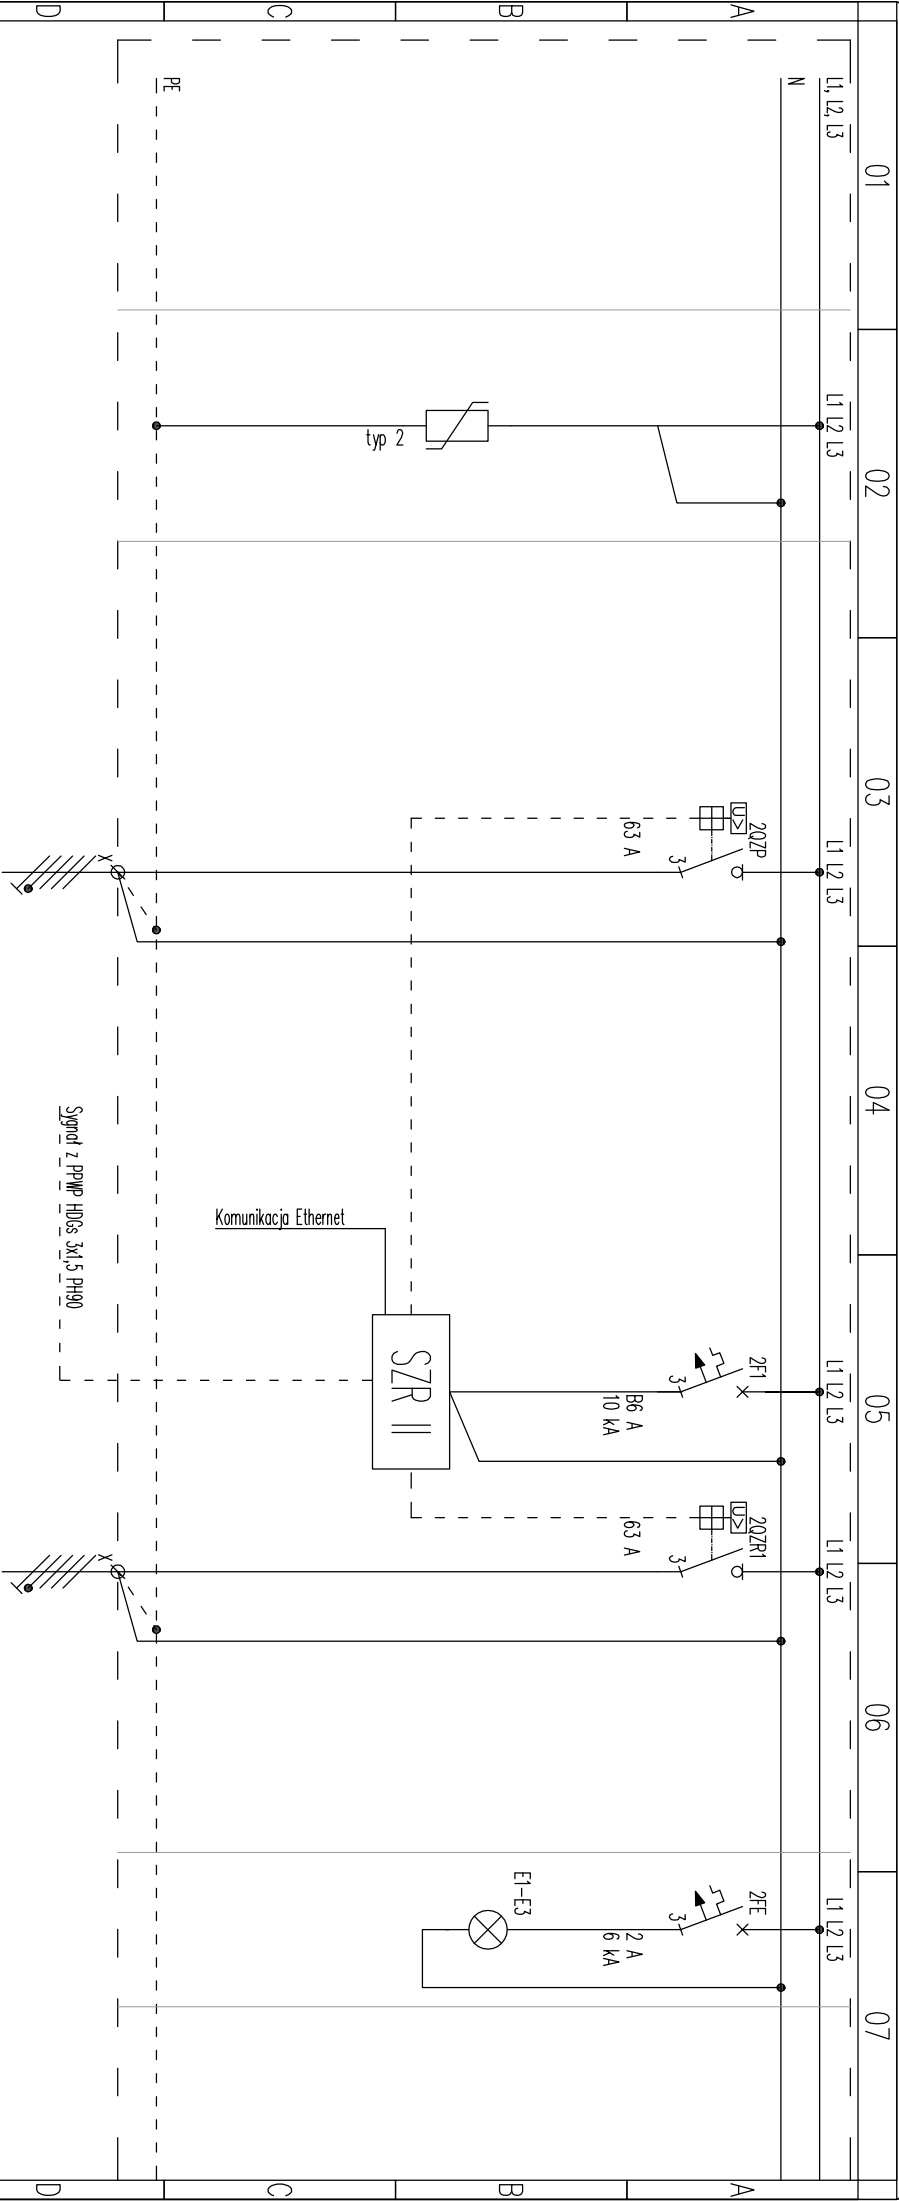 01
02
03
04
05
06
07
A
B
C
D
A
B
C
D
L1, L2, L3
N
PE
L1 L2 L3
typ 2
L1 L2 L3
2QZP
U>
3
63 A
X
L1 L2 L3
2F1
3
B6 A
10 kA
SZR II
Komunikacja Ethernet
Sygnał z PPWP HDGs 3x1,5 PH90
L1 L2 L3
2QZR1
U>
3
63 A
X
L1 L2 L3
2FE
3
2 A
6 kA
E1-E3